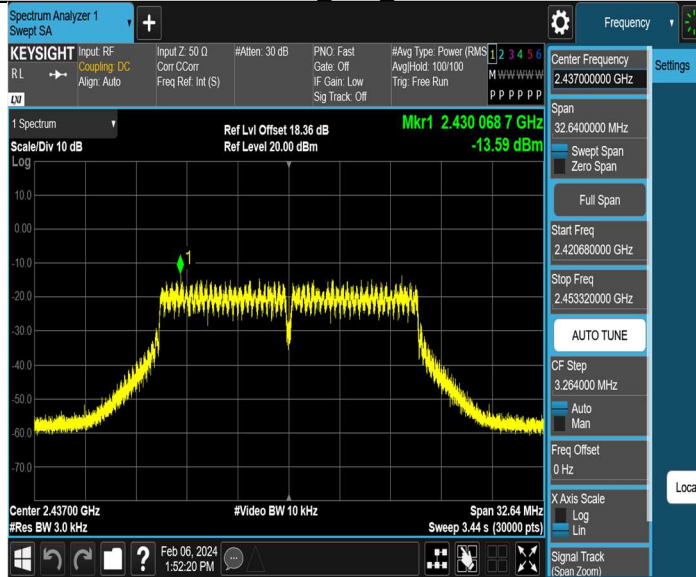 Spectrum Analyzer 1
Swept SA
Frequency
KEYSIGHT
RL
LXI
Input: RF
Coupling: DC
Align: Auto
Input Z: 50 Ω
Corr CCorr
Freq Ref: Int (S)
#Atten: 30 dB
PNO: Fast
Gate: Off
IF Gain: Low
Sig Track: Off
#Avg Type: Power (RMS
Avg|Hold: 100/100
Trig: Free Run
1 2 3 4 5 6
M W W W W W
P P P P P P
1 Spectrum
Scale/Div 10 dB
Log
Ref Lvl Offset 18.36 dB
Ref Level 20.00 dBm
Mkr1 2.430 068 7 GHz
-13.59 dBm
10.0
0.00
-10.0
-20.0
-30.0
-40.0
-50.0
-60.0
-70.0
1
Center 2.43700 GHz
#Res BW 3.0 kHz
#Video BW 10 kHz
Span 32.64 MHz
Sweep 3.44 s (30000 pts)
Feb 06, 2024
1:52:20 PM
?
Center Frequency
2.437000000 GHz
Span
32.6400000 MHz
Swept Span
Zero Span
Full Span
Start Freq
2.420680000 GHz
Stop Freq
2.453320000 GHz
AUTO TUNE
CF Step
3.264000 MHz
Auto
Man
Freq Offset
0 Hz
X Axis Scale
Log
Lin
Signal Track
(Span Zoom)
Settings
Loca